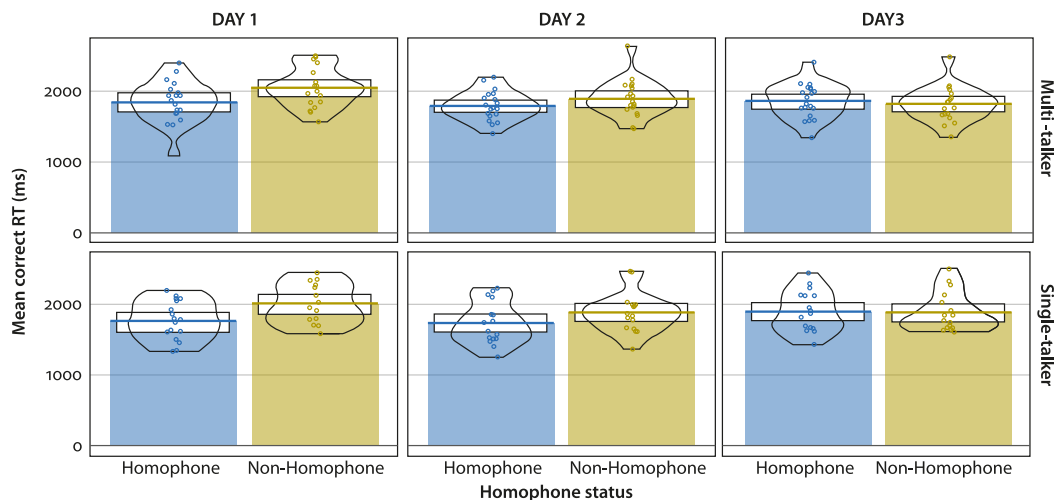 DAY 1
DAY 2
DAY3
Mean correct RT (ms)
2000
1000
0
Multi -talker
2000
1000
0
Single-talker
Homophone
Non-Homophone
Homophone
Non-Homophone
Homophone
Non-Homophone
Homophone status